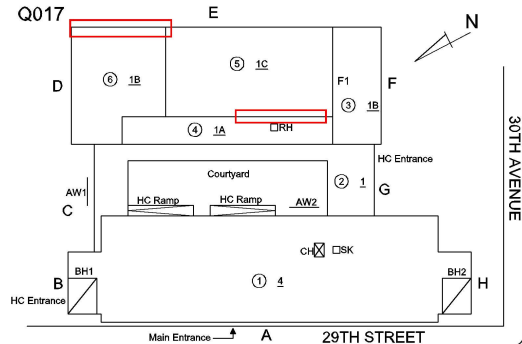 Q017
E
N
D
⑥ 1B
⑤ 1C
F1
F
③ 1B
④ 1A
RH
HC Entrance
Courtyard
② 1
AW1
HC Ramp
HC Ramp
AW2
G
C
30TH AVENUE
CH
SK
B
BH1
① 4
BH2
H
HC Entrance
Main Entrance
A
29TH STREET